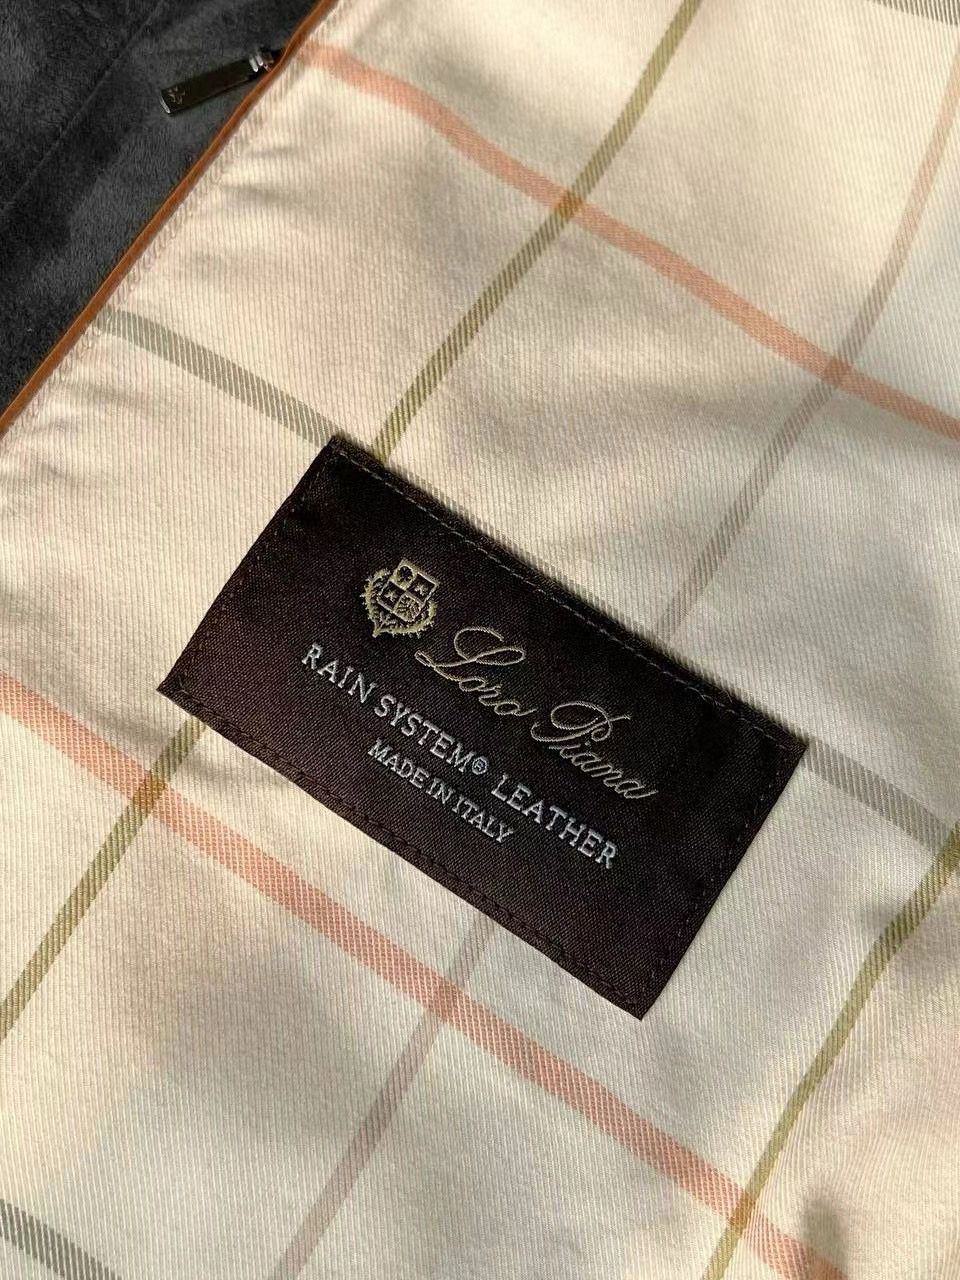 Loro Piana
RAIN SYSTEM® LEATHER
MADE IN ITALY